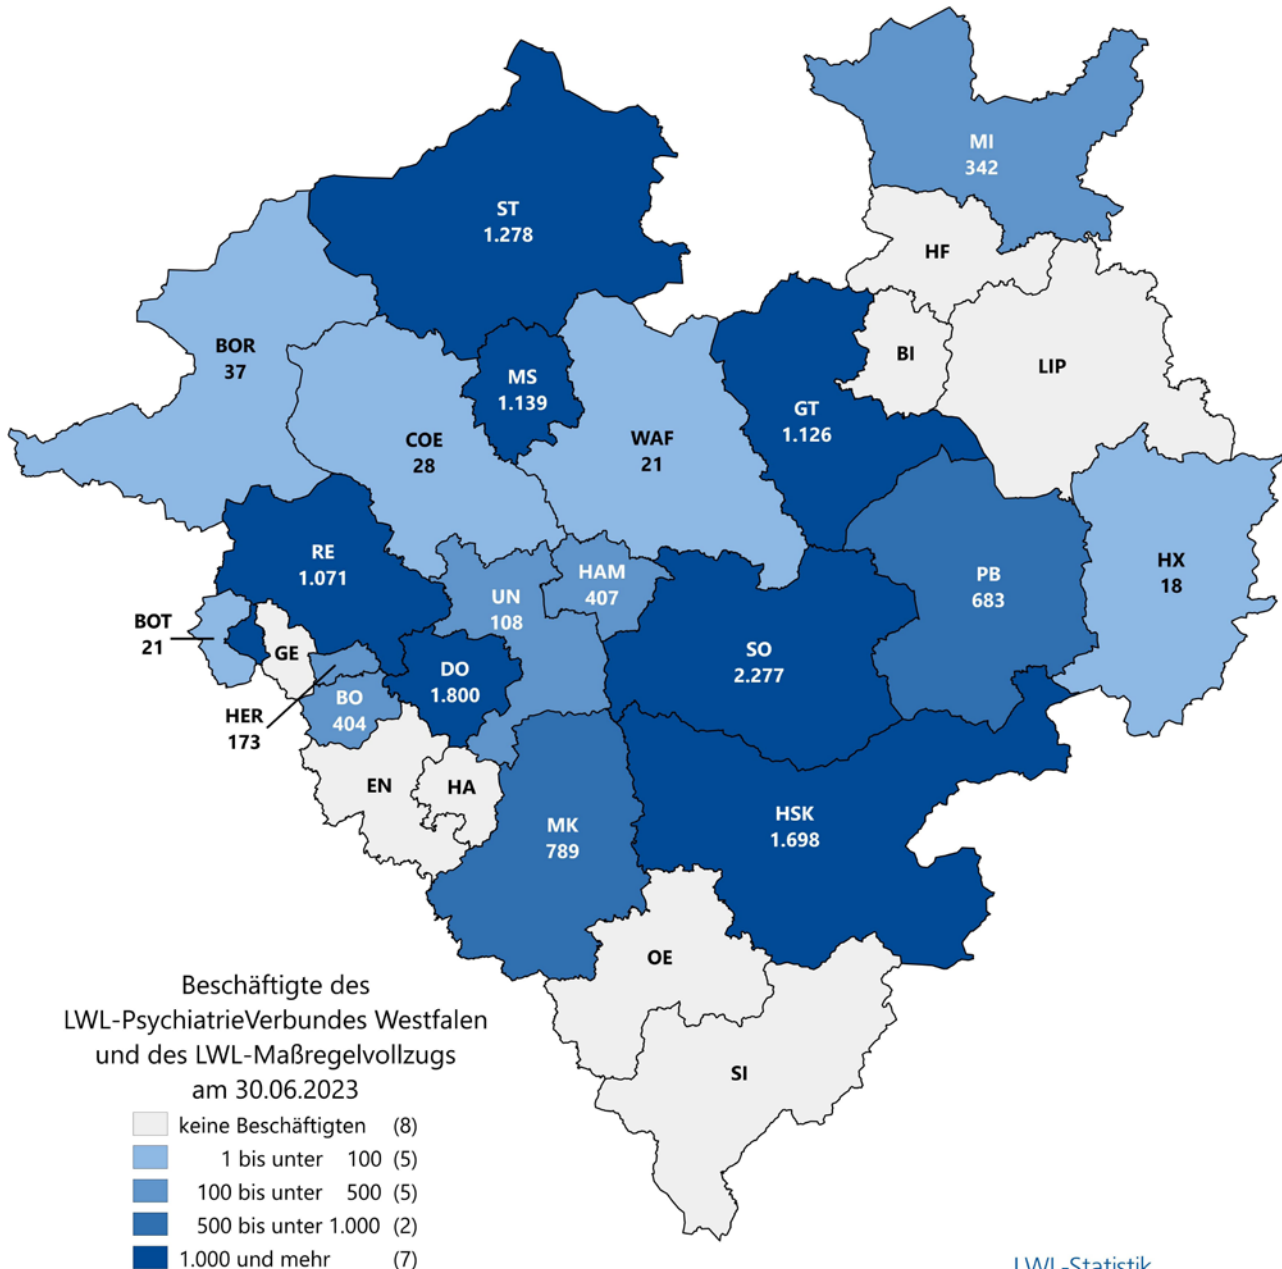 MI
342
ST
1.278
HF
BOR
37
BI
LIP
MS
1.139
GT
1.126
COE
28
WAF
21
RE
1.071
HAM
407
PB
683
HX
18
UN
108
BOT
21
GE
SO
2.277
DO
1.800
BO
404
HER
173
EN
HA
HSK
1.698
MK
789
OE
SI
Beschäftigte des
LWL-PsychiatrieVerbundes Westfalen
und des LWL-Maßregelvollzugs
am 30.06.2023
keine Beschäftigten (8)
1 bis unter 100 (5)
100 bis unter 500 (5)
500 bis unter 1.000 (2)
1.000 und mehr (7)
LWL-Statistik